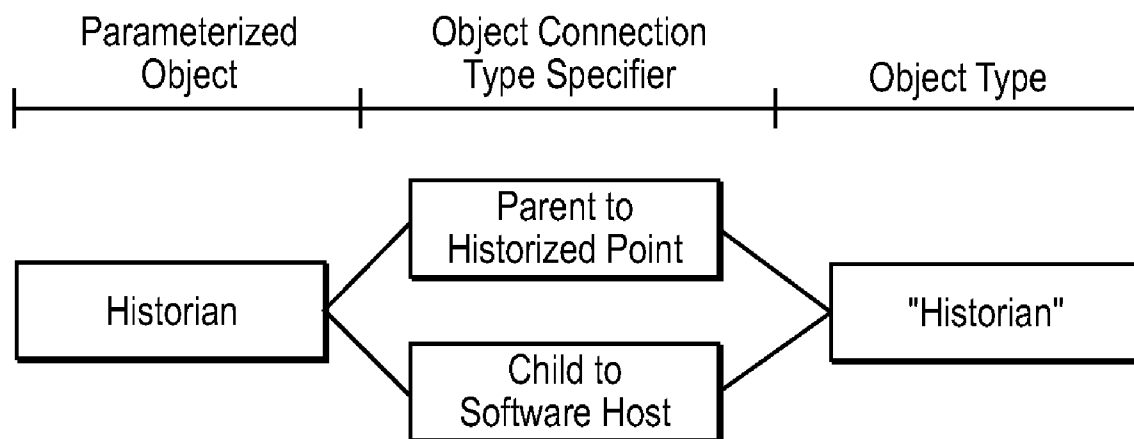 Parameterized
Object
Object Connection
Type Specifier
Object Type
Historian
Parent to
Historized Point
Child to
Software Host
"Historian"